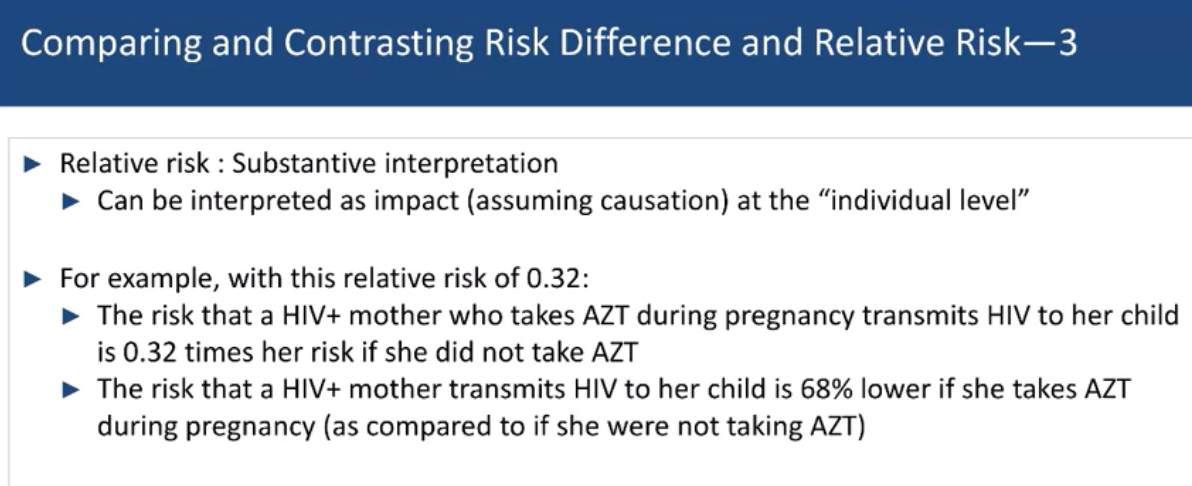 Comparing and Contrasting Risk Difference and Relative Risk—3
► Relative risk : Substantive interpretation
► Can be interpreted as impact (assuming causation) at the “individual level”
► For example, with this relative risk of 0.32:
► The risk that a HIV+ mother who takes AZT during pregnancy transmits HIV to her child
is 0.32 times her risk if she did not take AZT
► The risk that a HIV+ mother transmits HIV to her child is 68% lower if she takes AZT
during pregnancy (as compared to if she were not taking AZT)